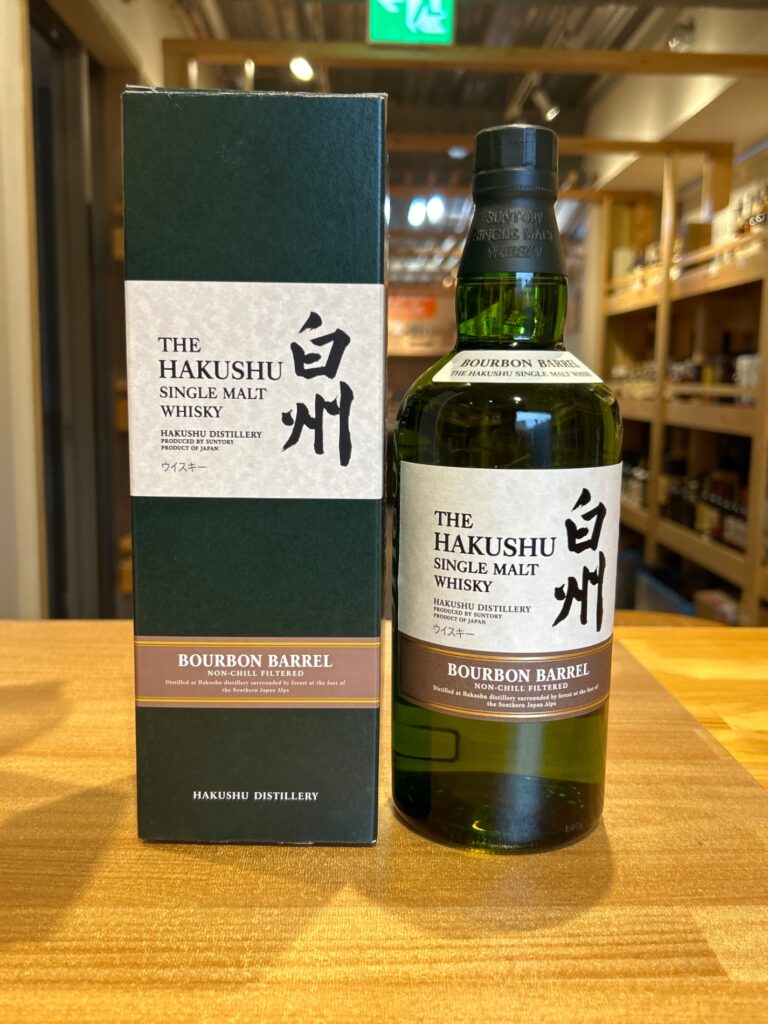 THE
HAKUSHU
SINGLE MALT
WHISKY
白州
HAKUSHU DISTILLERY
PRODUCED BY SUNTORY
PRODUCT OF JAPAN
ウイスキー
BOURBON BARREL
NON-CHILL FILTERED
Distilled at Hakushu distillery surrounded by forest at the foot of
the Southern Japan Alps
HAKUSHU DISTILLERY
SUNTORY
SINGLE MALT
WHISKY
BOURBON BARREL
THE HAKUSHU SINGLE MALT WHISKY
THE
HAKUSHU
SINGLE MALT
WHISKY
白州
HAKUSHU DISTILLERY
PRODUCED BY SUNTORY
PRODUCT OF JAPAN
ウイスキー
BOURBON BARREL
NON-CHILL FILTERED
Distilled at Hakushu distillery surrounded by forest at the foot of
the Southern Japan Alps